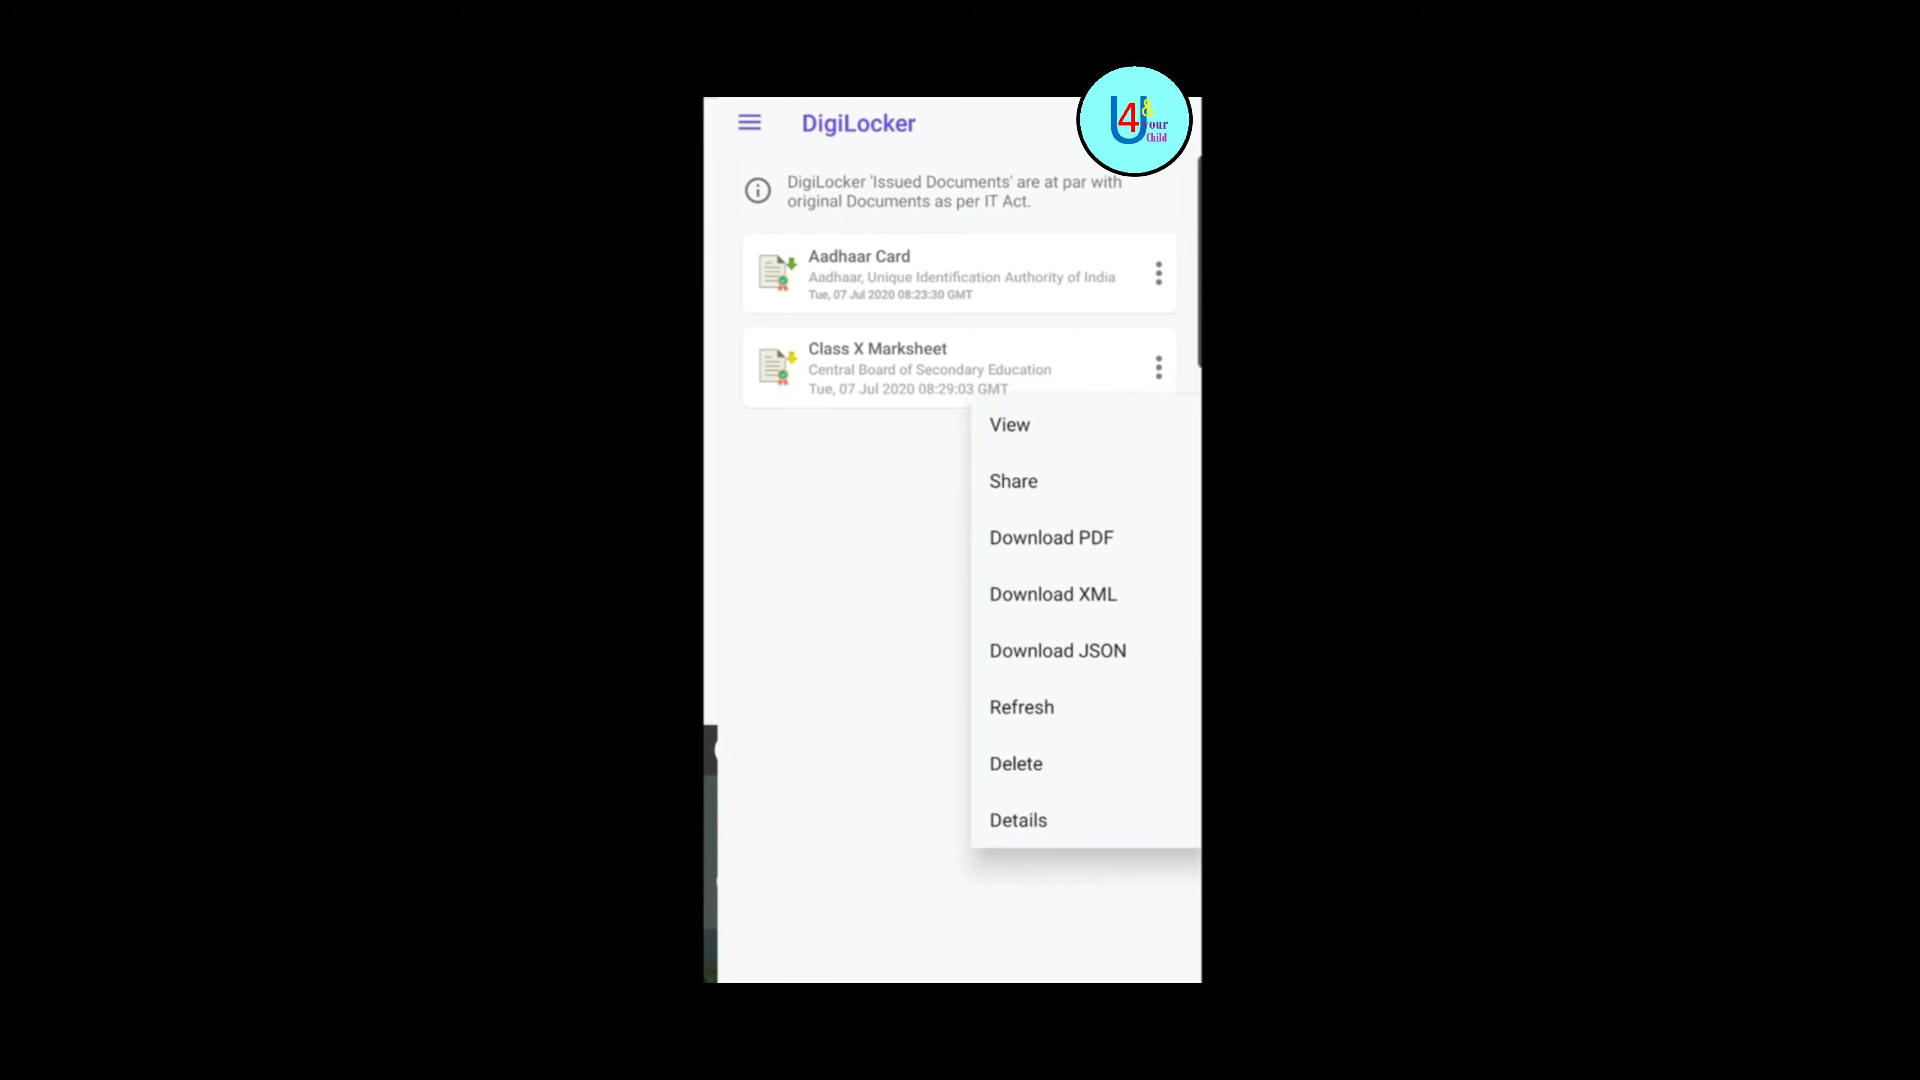 DigiLocker
U 4 & your Child
DigiLocker 'Issued Documents' are at par with
original Documents as per IT Act.
Aadhaar Card
Aadhaar, Unique Identification Authority of India
Tue, 07 Jul 2020 08:23:30 GMT
Class X Marksheet
Central Board of Secondary Education
Tue, 07 Jul 2020 08:29:03 GMT
View
Share
Download PDF
Download XML
Download JSON
Refresh
Delete
Details